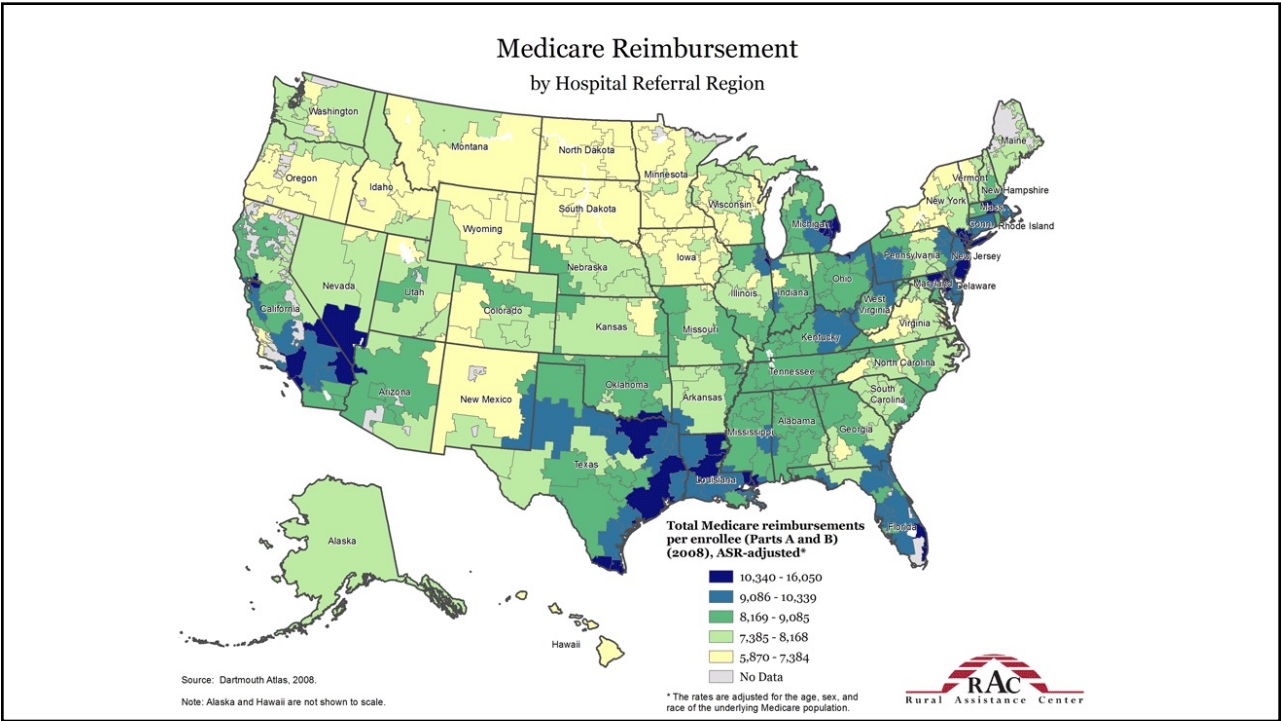 Medicare Reimbursement
by Hospital Referral Region
Washington
Montana
North Dakota
Minnesota
Maine
Oregon
Idaho
South Dakota
Wisconsin
Michigan
Vermont
New Hampshire
New York
Mass.
Conn.
Rhode Island
Wyoming
Iowa
Nebraska
Pennsylvania
New Jersey
Nevada
Utah
Colorado
Illinois
Indiana
Ohio
Maryland
Delaware
West
Virginia
California
Kansas
Missouri
Kentucky
Virginia
Arizona
New Mexico
Oklahoma
Arkansas
Tennessee
North Carolina
South
Carolina
Mississippi
Alabama
Georgia
Texas
Louisiana
Florida
Alaska
Hawaii
Total Medicare reimbursements
per enrollee (Parts A and B)
(2008), ASR-adjusted*
10,340 - 16,050
9,086 - 10,339
8,169 - 9,085
7,385 - 8,168
5,870 - 7,384
No Data
* The rates are adjusted for the age, sex, and
race of the underlying Medicare population.
Source: Dartmouth Atlas, 2008.
Note: Alaska and Hawaii are not shown to scale.
RAC
Rural Assistance Center